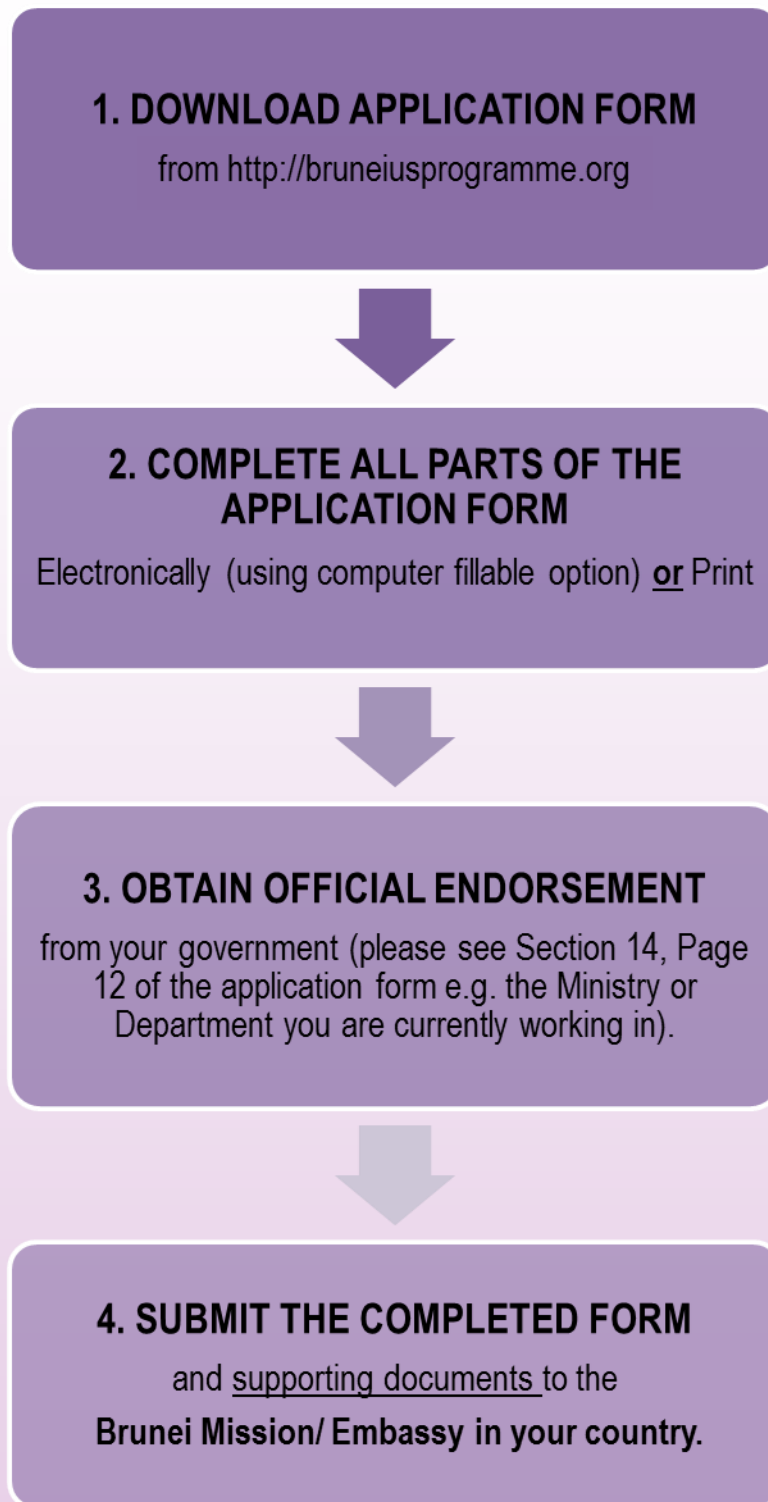 1. DOWNLOAD APPLICATION FORM
from http://bruneiusprogramme.org
2. COMPLETE ALL PARTS OF THE
APPLICATION FORM
Electronically (using computer fillable option) or Print
3. OBTAIN OFFICIAL ENDORSEMENT
from your government (please see Section 14, Page
12 of the application form e.g. the Ministry or
Department you are currently working in).
4. SUBMIT THE COMPLETED FORM
and supporting documents to the
Brunei Mission/ Embassy in your country.